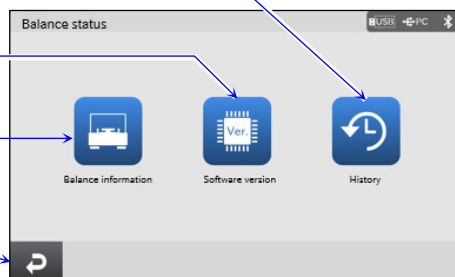 Balance status
USB PC
Ver.
Balance information
Software version
History